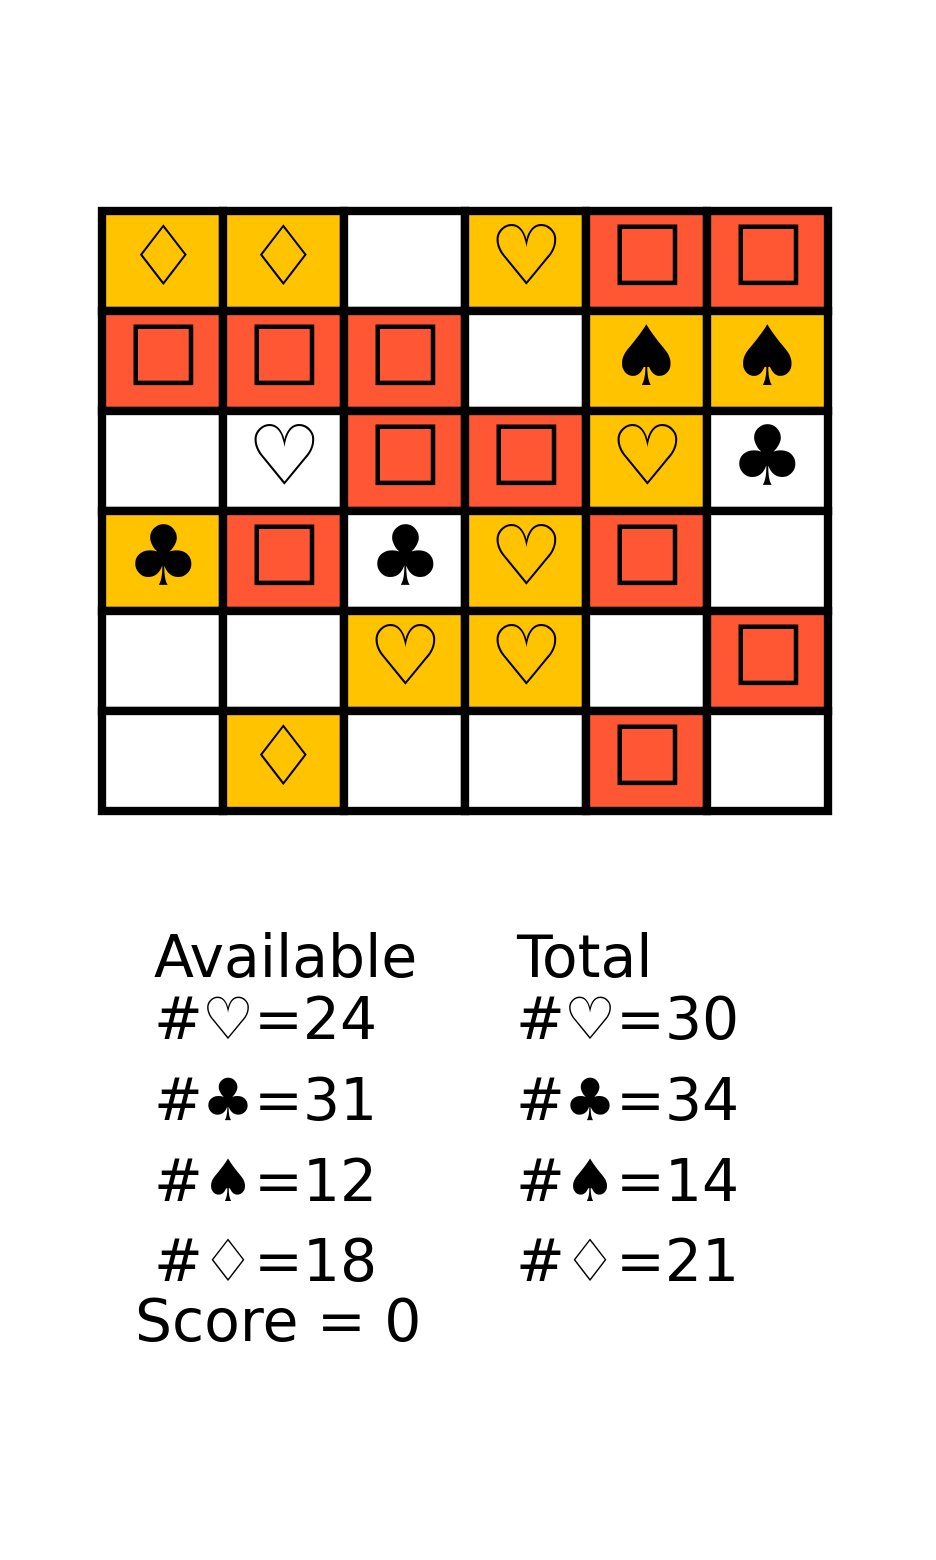 ♢ ♢ ♡ □ □
□ □ □ ♠ ♠
♡ □ □ ♡ ♣
♣ □ ♣ ♡ □
♡ ♡ □
♢ □
Available Total
#♡=24 #♡=30
#♣=31 #♣=34
#♠=12 #♠=14
#♢=18 #♢=21
Score = 0